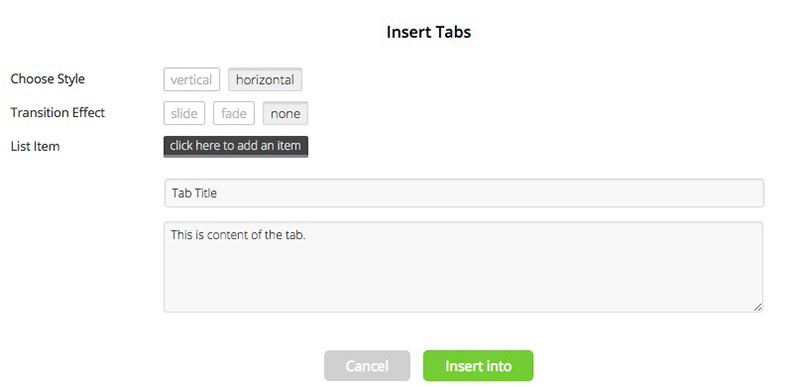 Insert Tabs
Choose Style vertical horizontal
Transition Effect slide fade none
List Item click here to add an item
Tab Title
This is content of the tab.
Cancel Insert into